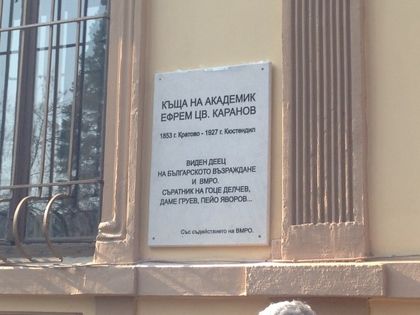 КЪЩА НА АКАДЕМИК
ЕФРЕМ ЦВ. КАРАНОВ
1853 г. Кратово - 1927 г. Кюстендил
ВИДЕН ДЕЕЦ
НА БЪЛГАРСКОТО ВЪЗРАЖДАНЕ
И ВМРО.
СЪРАТНИК НА ГОЦЕ ДЕЛЧЕВ,
ДАМЕ ГРУЕВ, ПЕЙО ЯВОРОВ...
Със съдействието на ВМРО.